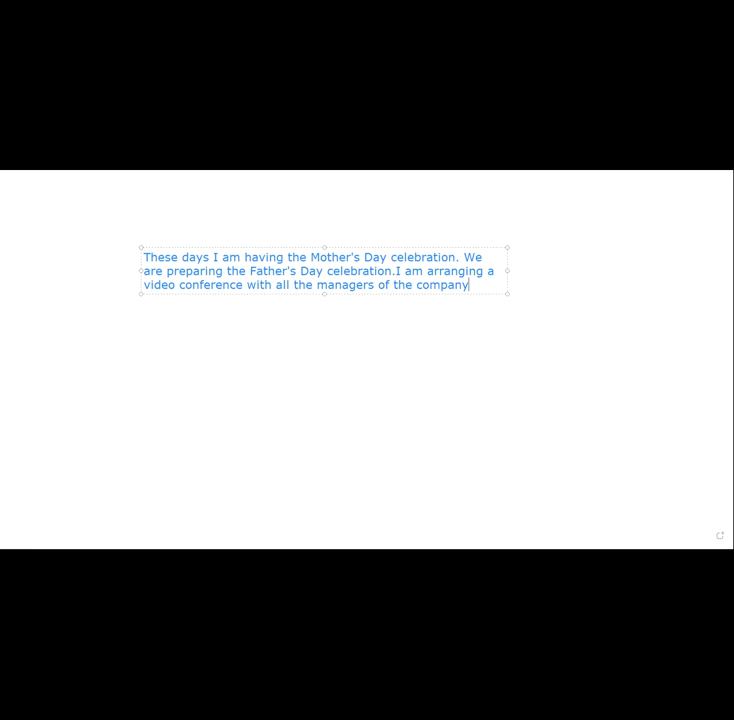 These days I am having the Mother's Day celebration. We
are preparing the Father's Day celebration.I am arranging a
video conference with all the managers of the company